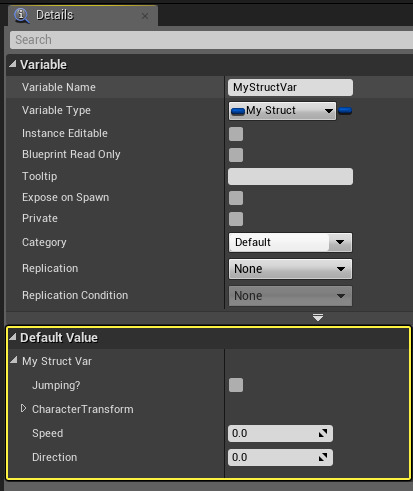 Details
Search
Variable
Variable Name MyStructVar
Variable Type My Struct
Instance Editable
Blueprint Read Only
Tooltip
Expose on Spawn
Private
Category Default
Replication None
Replication Condition None
Default Value
My Struct Var
Jumping?
CharacterTransform
Speed 0.0
Direction 0.0